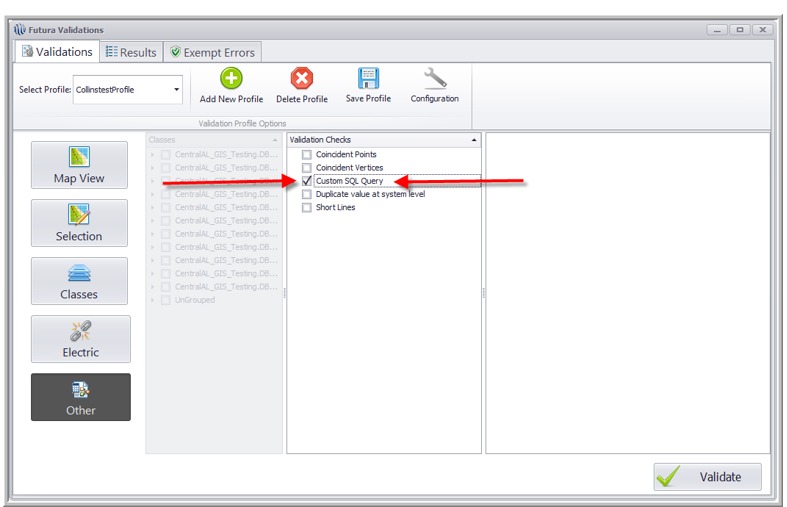 Futura Validations
Validations Results Exempt Errors
Select Profile: CollinstestProfile
Add New Profile Delete Profile Save Profile Configuration
Validation Profile Options
Map View
Selection
Classes
Electric
Other
Classes
CentralAL_GIS_Testing.DB...
CentralAL_GIS_Testing.DB...
CentralAL_GIS_Testing.DB...
CentralAL_GIS_Testing.DB...
CentralAL_GIS_Testing.DB...
CentralAL_GIS_Testing.DB...
CentralAL_GIS_Testing.DB...
CentralAL_GIS_Testing.DB...
CentralAL_GIS_Testing.DB...
CentralAL_GIS_Testing.DB...
UnGrouped
Validation Checks
Coincident Points
Coincident Vertices
Custom SQL Query
Duplicate value at system level
Short Lines
Validate